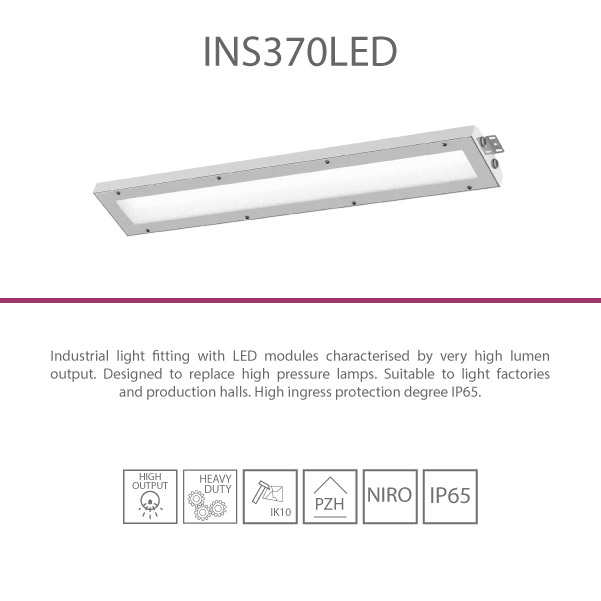 INS370LED
Industrial light fitting with LED modules characterised by very high lumen
output. Designed to replace high pressure lamps. Suitable to light factories
and production halls. High ingress protection degree IP65.
HIGH
OUTPUT
HEAVY
DUTY
IK10
PZH
NIRO
IP65